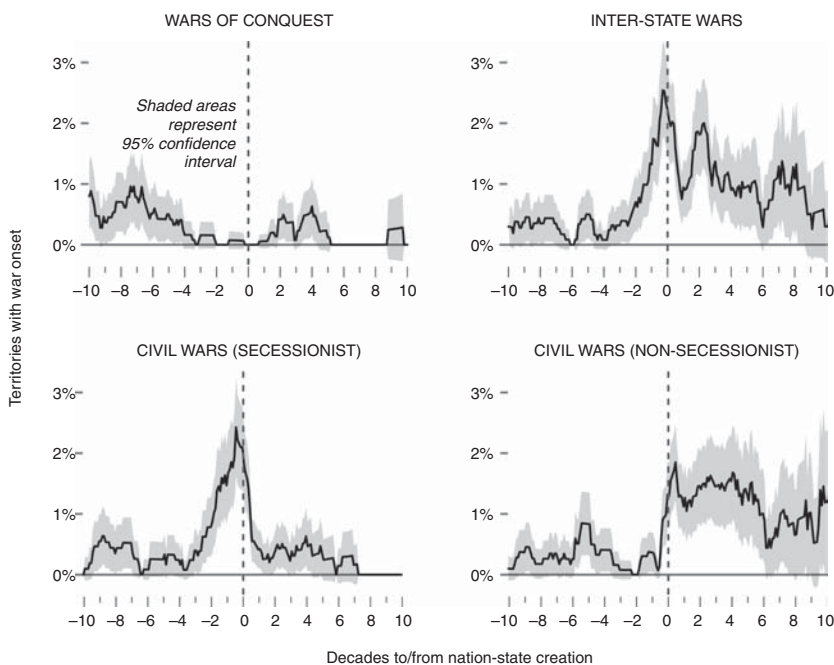 WARS OF CONQUEST
3%
2%
1%
0%
Shaded areas
represent
95% confidence
interval
−10 −8 −6 −4 −2 0 2 4 6 8 10
INTER-STATE WARS
3%
2%
1%
0%
−10 −8 −6 −4 −2 0 2 4 6 8 10
Territories with war onset
CIVIL WARS (SECESSIONIST)
3%
2%
1%
0%
−10 −8 −6 −4 −2 0 2 4 6 8 10
CIVIL WARS (NON-SECESSIONIST)
3%
2%
1%
0%
−10 −8 −6 −4 −2 0 2 4 6 8 10
Decades to/from nation-state creation